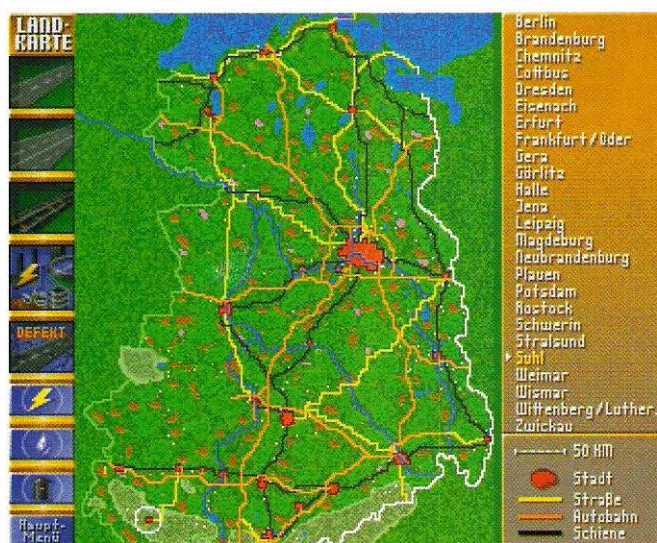 LAND-
KARTE
DEFEKT
Haupt-
Menü
Berlin
Brandenburg
Chemnitz
Cottbus
Dresden
Eisenach
Erfurt
Frankfurt/Oder
Gera
Görlitz
Halle
Jena
Leipzig
Magdeburg
Neubrandenburg
Plauen
Potsdam
Rostock
Schwerin
Stralsund
Suhl
Weimar
Wismar
Wittenberg/Luther.
Zwickau
50 KM
Stadt
Straße
Autobahn
Schiene